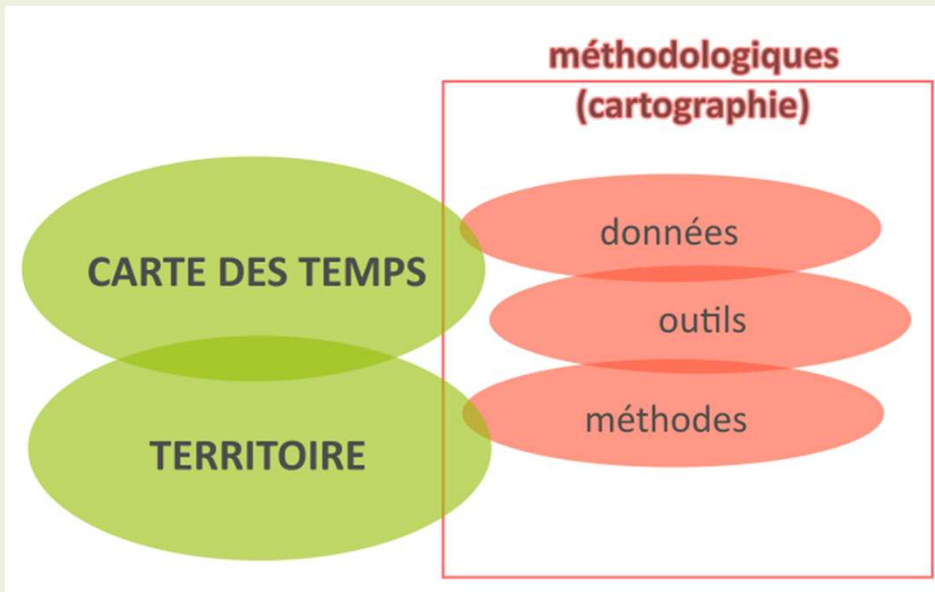 méthodologiques
(cartographie)
CARTE DES TEMPS
TERRITOIRE
données
outils
méthodes